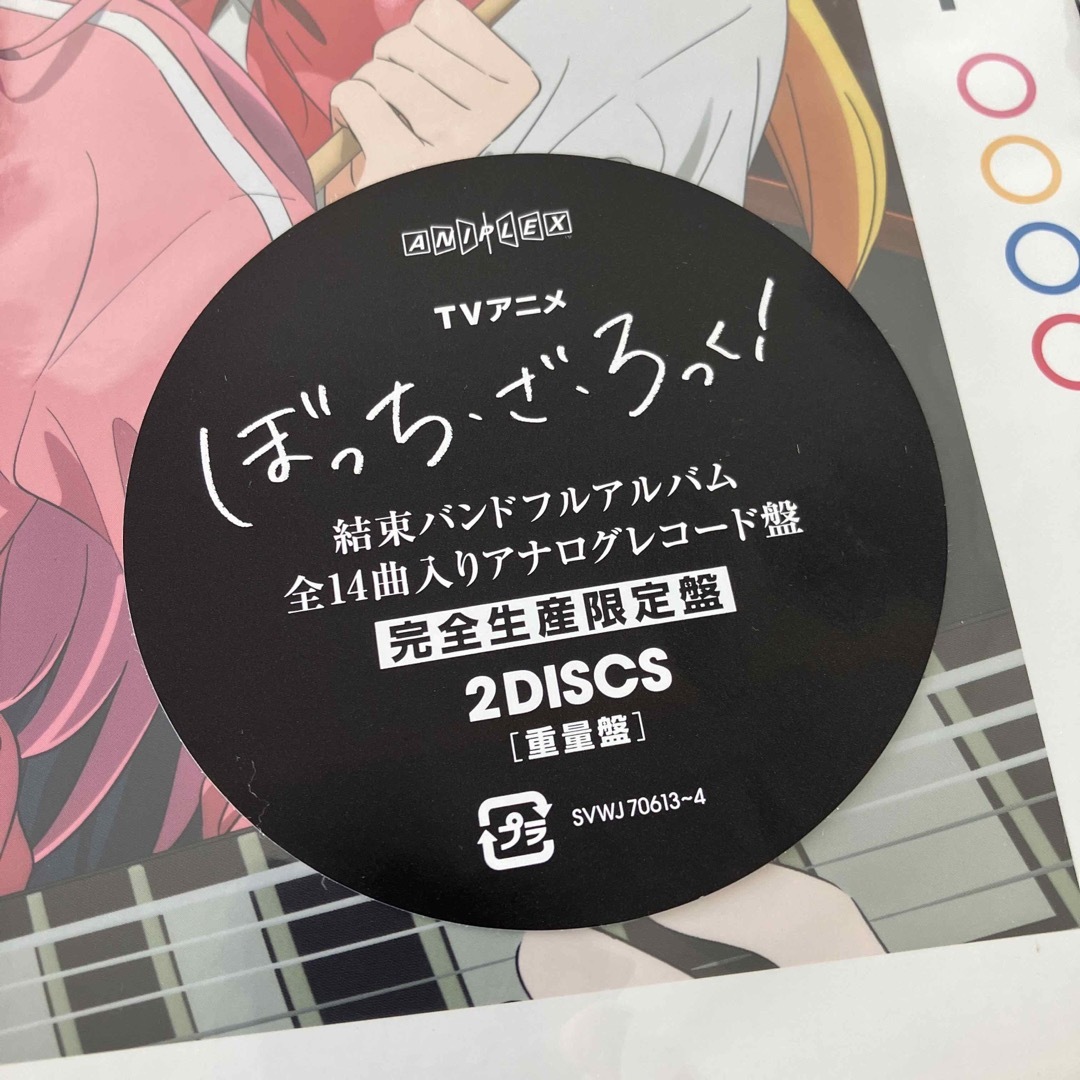 ANIPLEX
TVアニメ
ぼっち・ざ・ろっく!
結束バンドフルアルバム
全14曲入りアナログレコード盤
完全生産限定盤
2DISCS
[重量盤]
プラ
SVWJ 70613~4